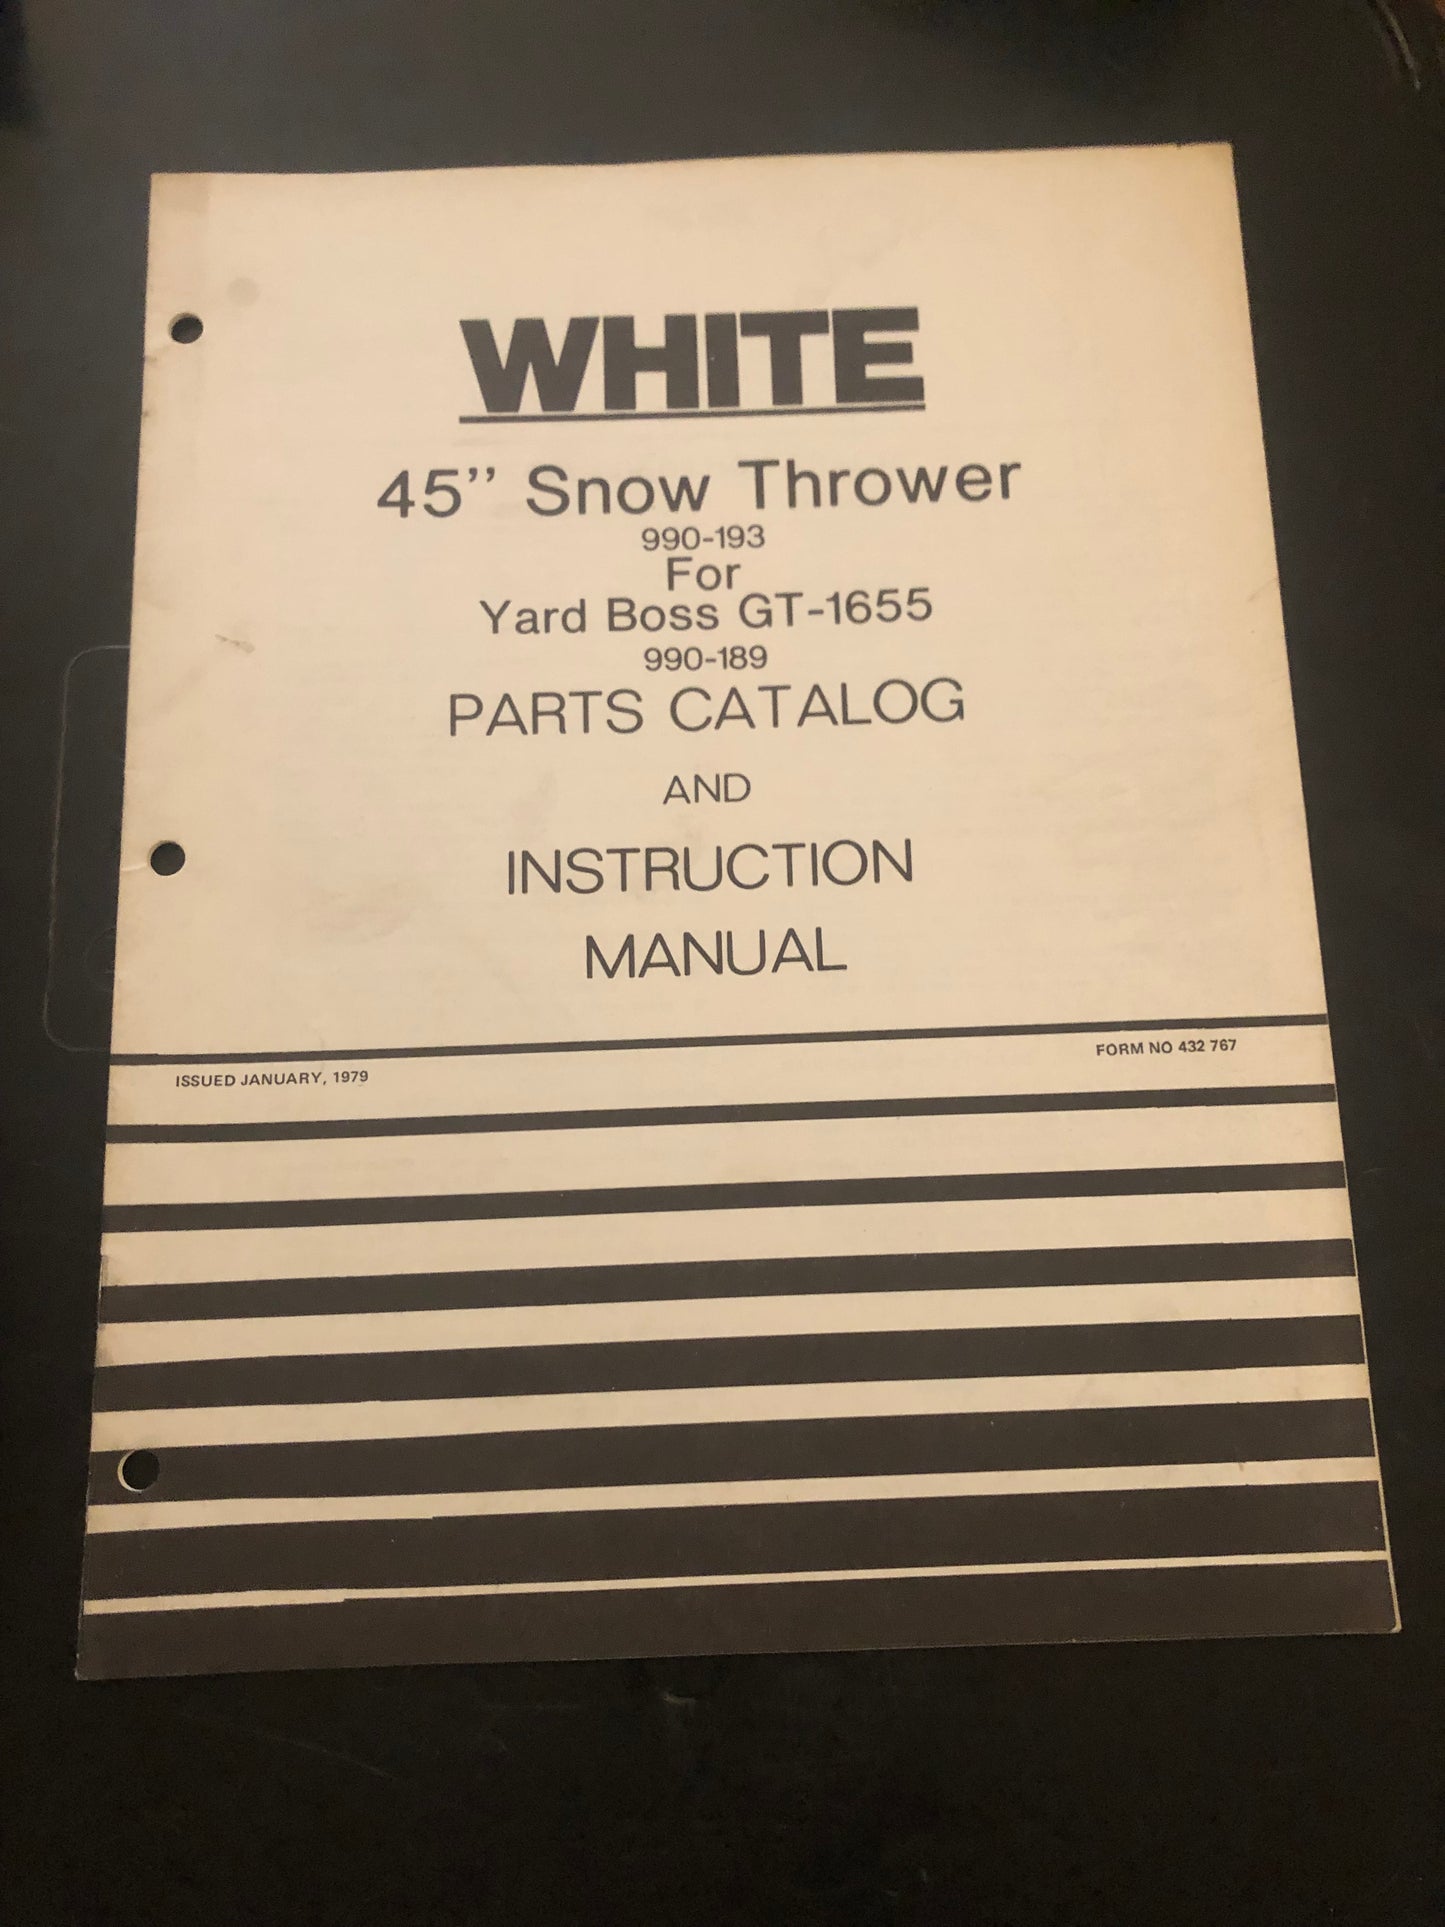 WHITE
45" Snow Thrower
990-193
For
Yard Boss GT-1655
990-189
PARTS CATALOG
AND
INSTRUCTION
MANUAL
ISSUED JANUARY, 1979
FORM NO 432 767